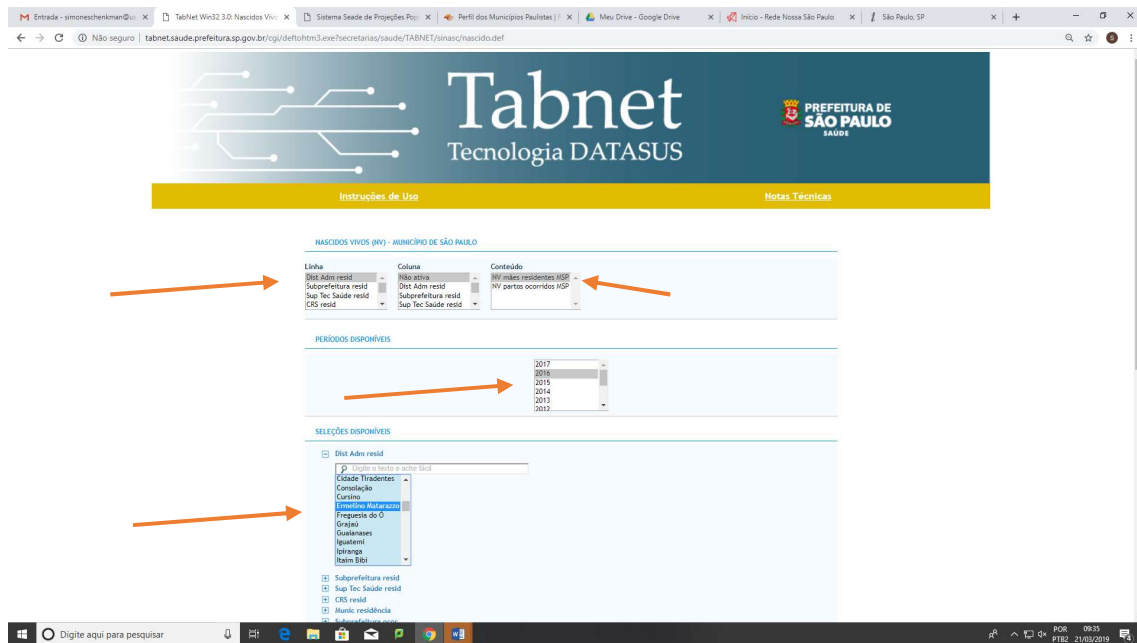 Entrada - simoneschenkman@us
TabNet Win32 3.0: Nascidos Vivo
Sistema Seade de Projeções Pop
Perfil dos Municípios Paulistas | F
Meu Drive - Google Drive
Início - Rede Nossa São Paulo
São Paulo, SP
Não seguro | tabnet.saude.prefeitura.sp.gov.br/cgi/deftohtm3.exe?secretarias/saude/TABNET/sinasc/nascido.def
Tabnet
Tecnologia DATASUS
PREFEITURA DE
SÃO PAULO
SAÚDE
Instruções de Uso
Notas Técnicas
NASCIDOS VIVOS (NV) - MUNICÍPIO DE SÃO PAULO
Linha
Dist Adm resid
Subprefeitura resid
Sup Tec Saúde resid
CRS resid
Coluna
Não ativa
Dist Adm resid
Subprefeitura resid
Sup Tec Saúde resid
Conteúdo
NV mães residentes MSP
NV partos ocorridos MSP
PERÍODOS DISPONÍVEIS
2017
2016
2015
2014
2013
2012
SELEÇÕES DISPONÍVEIS
Dist Adm resid
Digite o texto e ache fácil
Cidade Tiradentes
Consolação
Cursino
Ermelino Matarazzo
Freguesia do Ó
Grajaú
Guaianases
Iguatemi
Ipiranga
Itaim Bibi
Subprefeitura resid
Sup Tec Saúde resid
CRS resid
Munic residência
Subprefeitura ocor
Digite aqui para pesquisar
POR 09:35
PTB2 21/03/2019